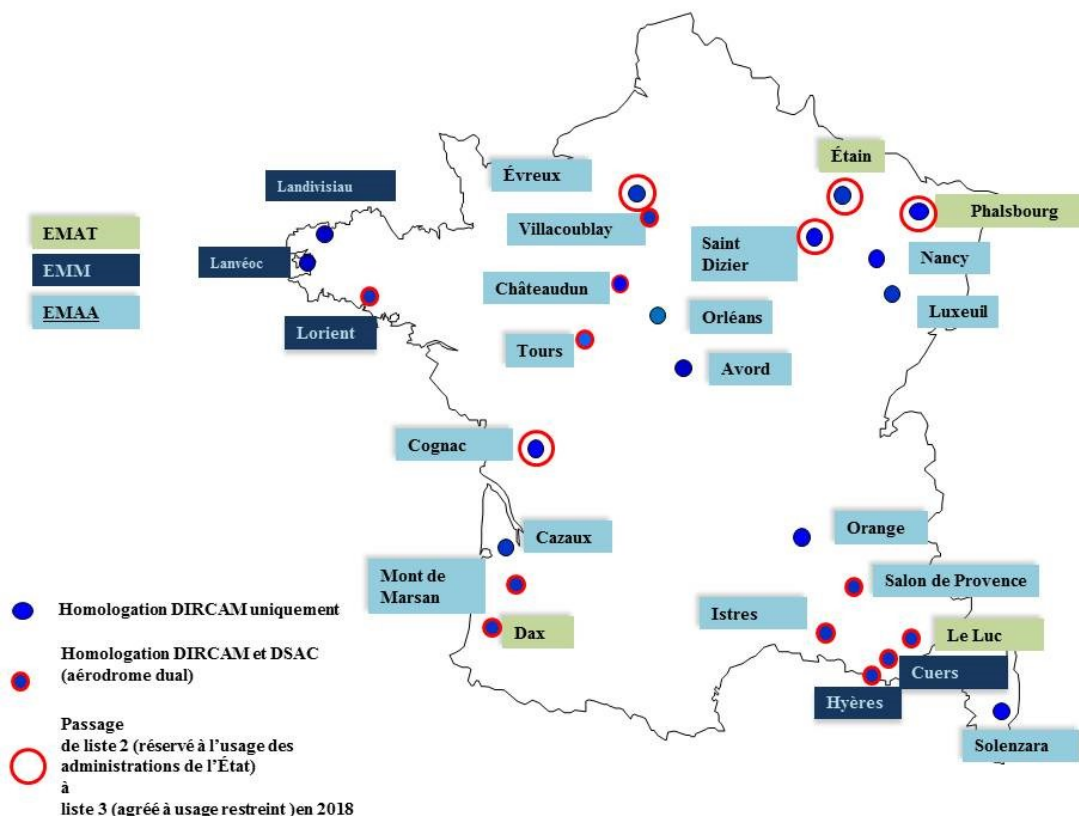 Étain
Évreux
Landivisiau
Phalsbourg
EMAT
Villacoublay
Saint
Dizier
Nancy
EMM
Lanvéoc
EMAA
Châteaudun
Orléans
Luxeuil
Lorient
Tours
Avord
Cognac
Orange
Cazaux
Mont de
Marsan
Salon de Provence
Homologation DIRCAM uniquement
Istres
Dax
Le Luc
Homologation DIRCAM et DSAC
(aérodrome dual)
Cuers
Hyères
Passage
de liste 2 (réservé à l'usage des
administrations de l'État)
à
liste 3 (agréé à usage restreint )en 2018
Solenzara